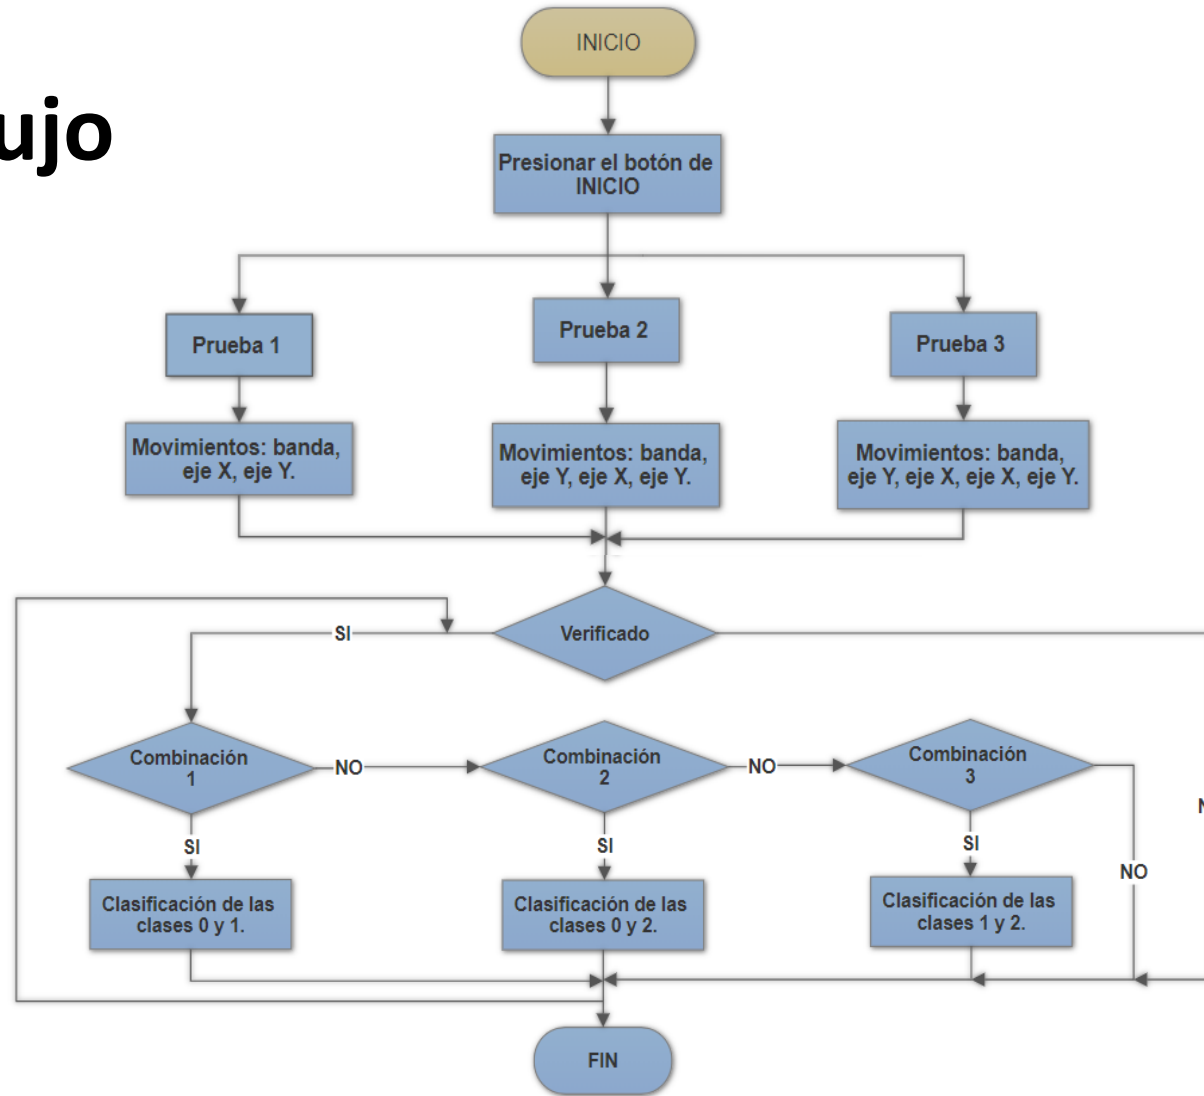 INICIO
ujo
Presionar el botón de
INICIO
Prueba 1
Prueba 2
Prueba 3
Movimientos: banda,
eje X, eje Y.
Movimientos: banda,
eje Y, eje X, eje Y.
Movimientos: banda,
eje Y, eje X, eje X, eje Y.
SI
Verificado
Combinación
1
NO
Combinación
2
NO
Combinación
3
SI
SI
SI
NO
Clasificación de las
clases 0 y 1.
Clasificación de las
clases 0 y 2.
Clasificación de las
clases 1 y 2.
FIN